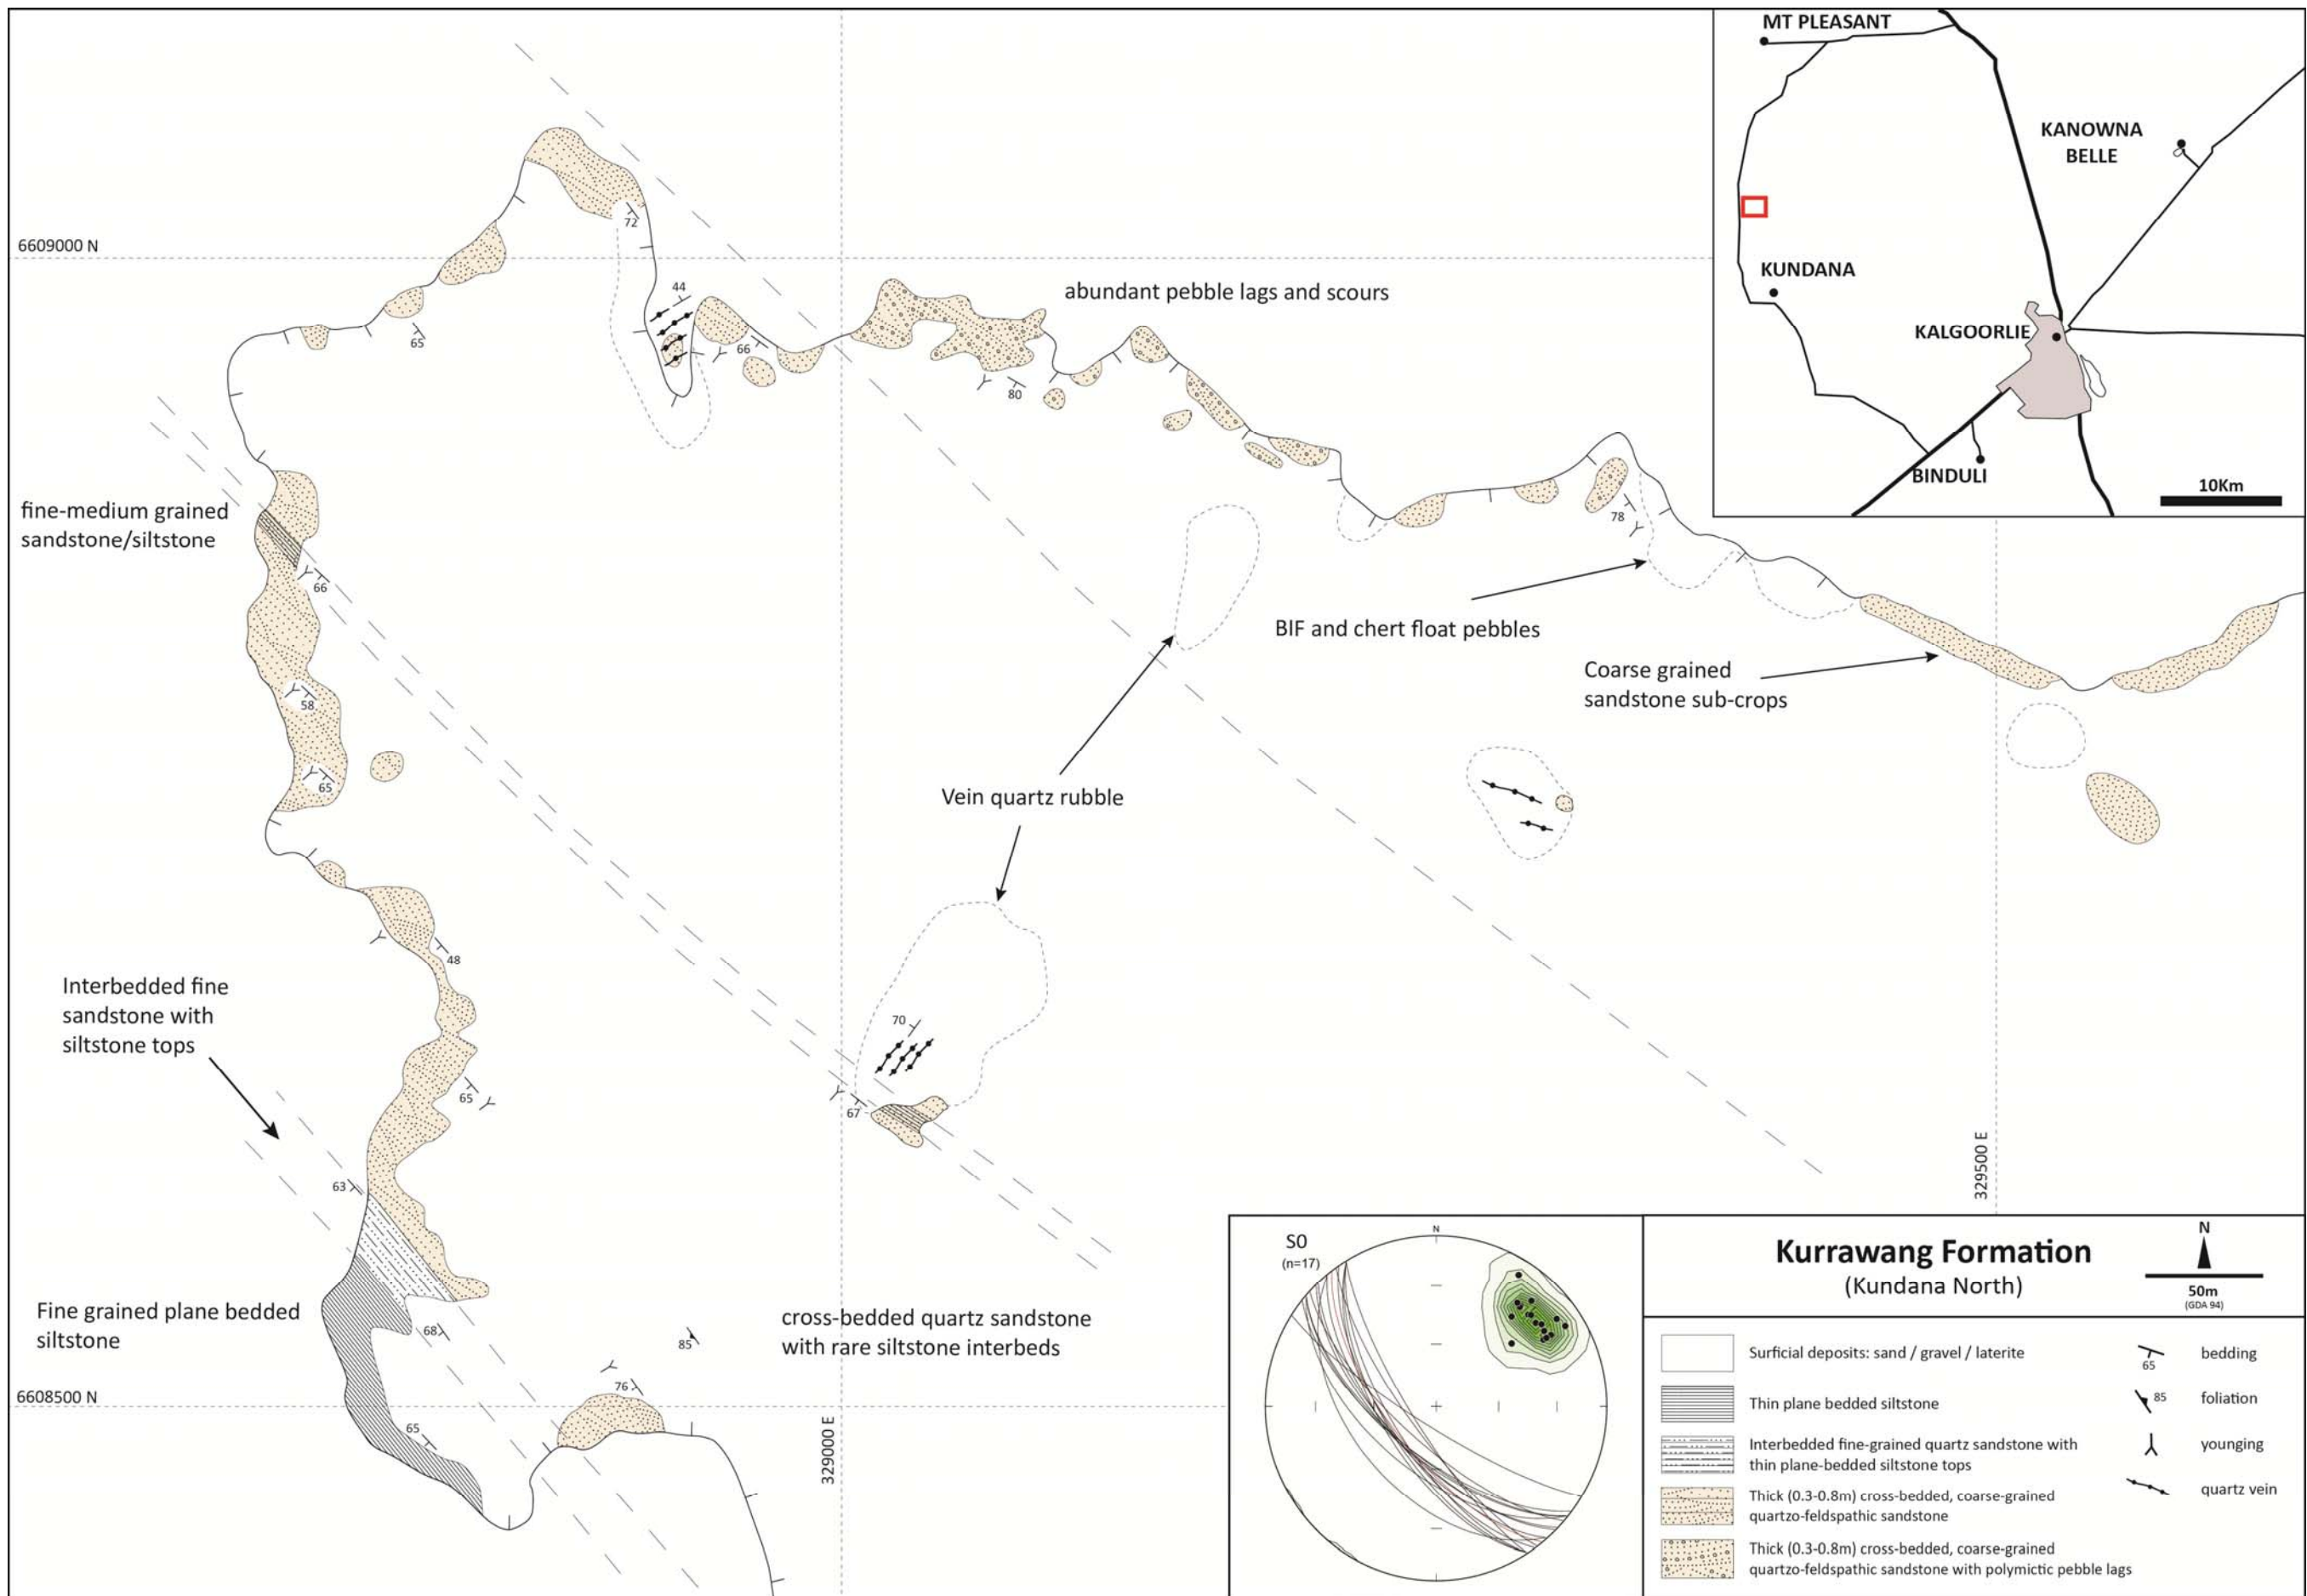 MT PLEASANT
KANOWNA
BELLE
KUNDANA
KALGOORLIE
BINDULI
10Km
6609000 N
72
44
abundant pebble lags and scours
65
66
80
fine-medium grained
sandstone/siltstone
78
66
BIF and chert float pebbles
Coarse grained
sandstone sub-crops
58
65
Vein quartz rubble
48
Interbedded fine
sandstone with
siltstone tops
70
65
67
329500 E
63
Fine grained plane bedded
siltstone
68
85
cross-bedded quartz sandstone
with rare siltstone interbeds
76
6608500 N
65
329000 E
S0
(n=17)
N
Kurrawang Formation
(Kundana North)
N
50m
(GDA 94)
Surficial deposits: sand / gravel / laterite
65
bedding
Thin plane bedded siltstone
85
foliation
Interbedded fine-grained quartz sandstone with
thin plane-bedded siltstone tops
younging
Thick (0.3-0.8m) cross-bedded, coarse-grained
quartzo-feldspathic sandstone
quartz vein
Thick (0.3-0.8m) cross-bedded, coarse-grained
quartzo-feldspathic sandstone with polymictic pebble lags